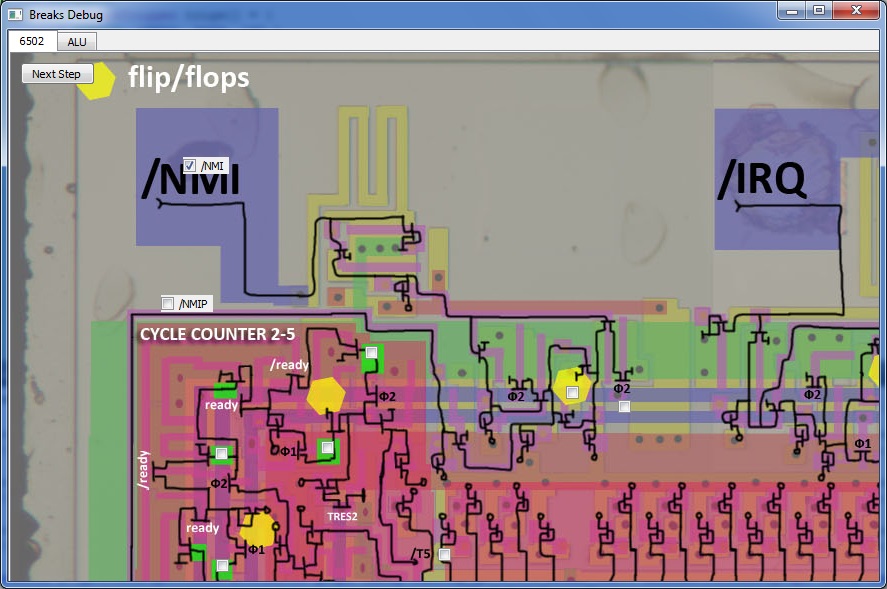 Breaks Debug
6502 ALU
Next Step
flip/flops
/NMI
/NMI
/IRQ
/NMIP
CYCLE COUNTER 2-5
/ready
ready
Φ2
Φ2
Φ2
Φ2
Φ1
Φ1
/ready
Φ2
TRES2
ready
Φ1
/T5